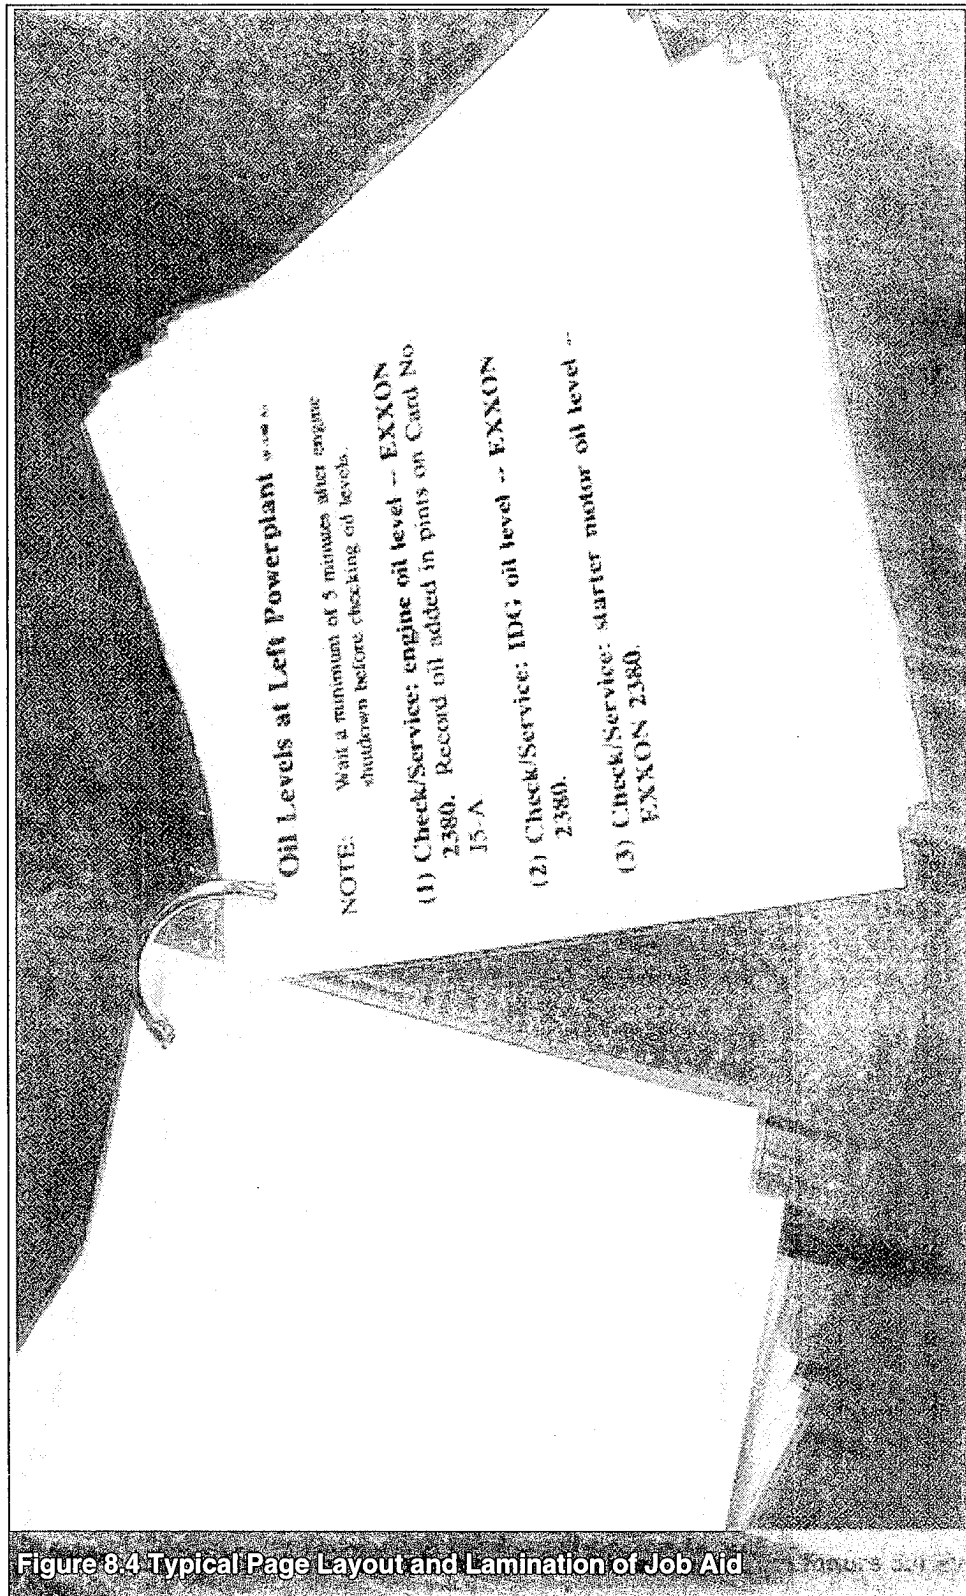 Oil Levels at Left Powerplant
NOTE: Wait a minimum of 5 minutes after engine
shutdown before checking oil levels.
(1) Check/Service: engine oil level -- EXXON
2380. Record oil added in pints on Card No
J5-A
(2) Check/Service: IDG oil level -- EXXON
2380.
(3) Check/Service: starter motor oil level --
EXXON 2380.
Figure 8.4 Typical Page Layout and Lamination of Job Aid